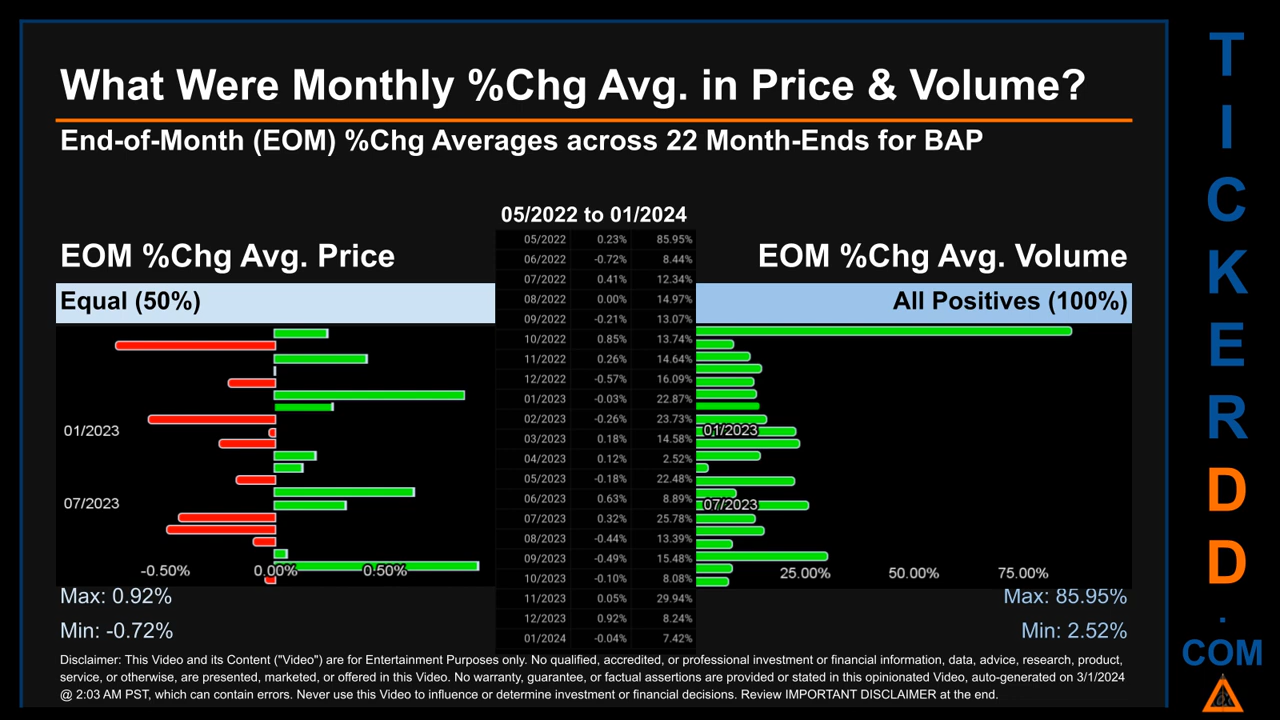 What Were Monthly %Chg Avg. in Price & Volume?
End-of-Month (EOM) %Chg Averages across 22 Month-Ends for BAP
05/2022 to 01/2024
EOM %Chg Avg. Price
EOM %Chg Avg. Volume
Equal (50%)
All Positives (100%)
05/2022 0.23% 85.95%
06/2022 -0.72% 8.44%
07/2022 0.41% 12.34%
08/2022 0.00% 14.97%
09/2022 -0.21% 13.07%
10/2022 0.85% 13.74%
11/2022 0.26% 14.64%
12/2022 -0.57% 16.09%
01/2023 -0.03% 22.87%
02/2023 -0.26% 23.73%
03/2023 0.18% 14.58%
04/2023 0.12% 2.52%
05/2023 -0.18% 22.48%
06/2023 0.63% 8.89%
07/2023 0.32% 25.78%
08/2023 -0.44% 13.39%
09/2023 -0.49% 15.48%
10/2023 -0.10% 8.08%
11/2023 0.05% 29.94%
12/2023 0.92% 8.24%
01/2024 -0.04% 7.42%
01/2023
07/2023
-0.50% 0.00% 0.50%
01/2023
07/2023
25.00% 50.00% 75.00%
Max: 0.92%
Min: -0.72%
Max: 85.95%
Min: 2.52%
Disclaimer: This Video and its Content ("Video") are for Entertainment Purposes only. No qualified, accredited, or professional investment or financial information, data, advice, research, product,
service, or otherwise, are presented, marketed, or offered in this Video. No warranty, guarantee, or factual assertions are provided or stated in this opinionated Video, auto-generated on 3/1/2024
@ 2:03 AM PST, which can contain errors. Never use this Video to influence or determine investment or financial decisions. Review IMPORTANT DISCLAIMER at the end.
T
I
C
K
E
R
D
D
.
COM